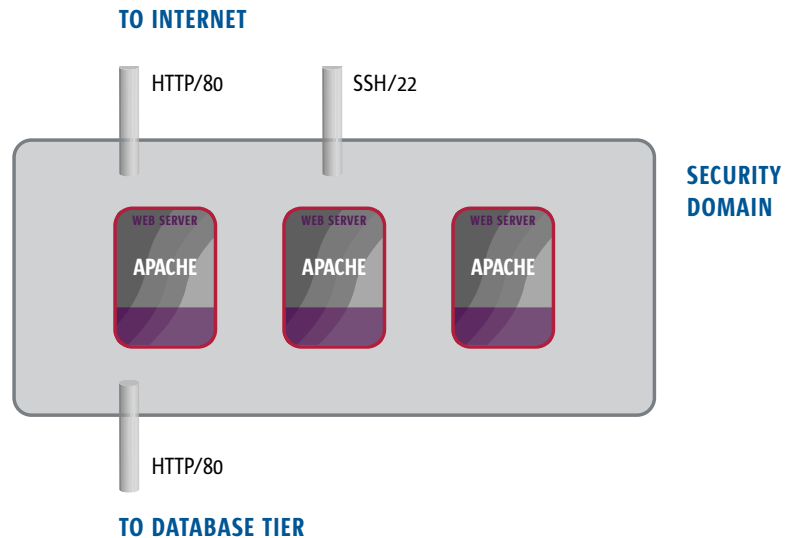 TO INTERNET
HTTP/80
SSH/22
SECURITY
DOMAIN
WEB SERVER
APACHE
WEB SERVER
APACHE
WEB SERVER
APACHE
HTTP/80
TO DATABASE TIER